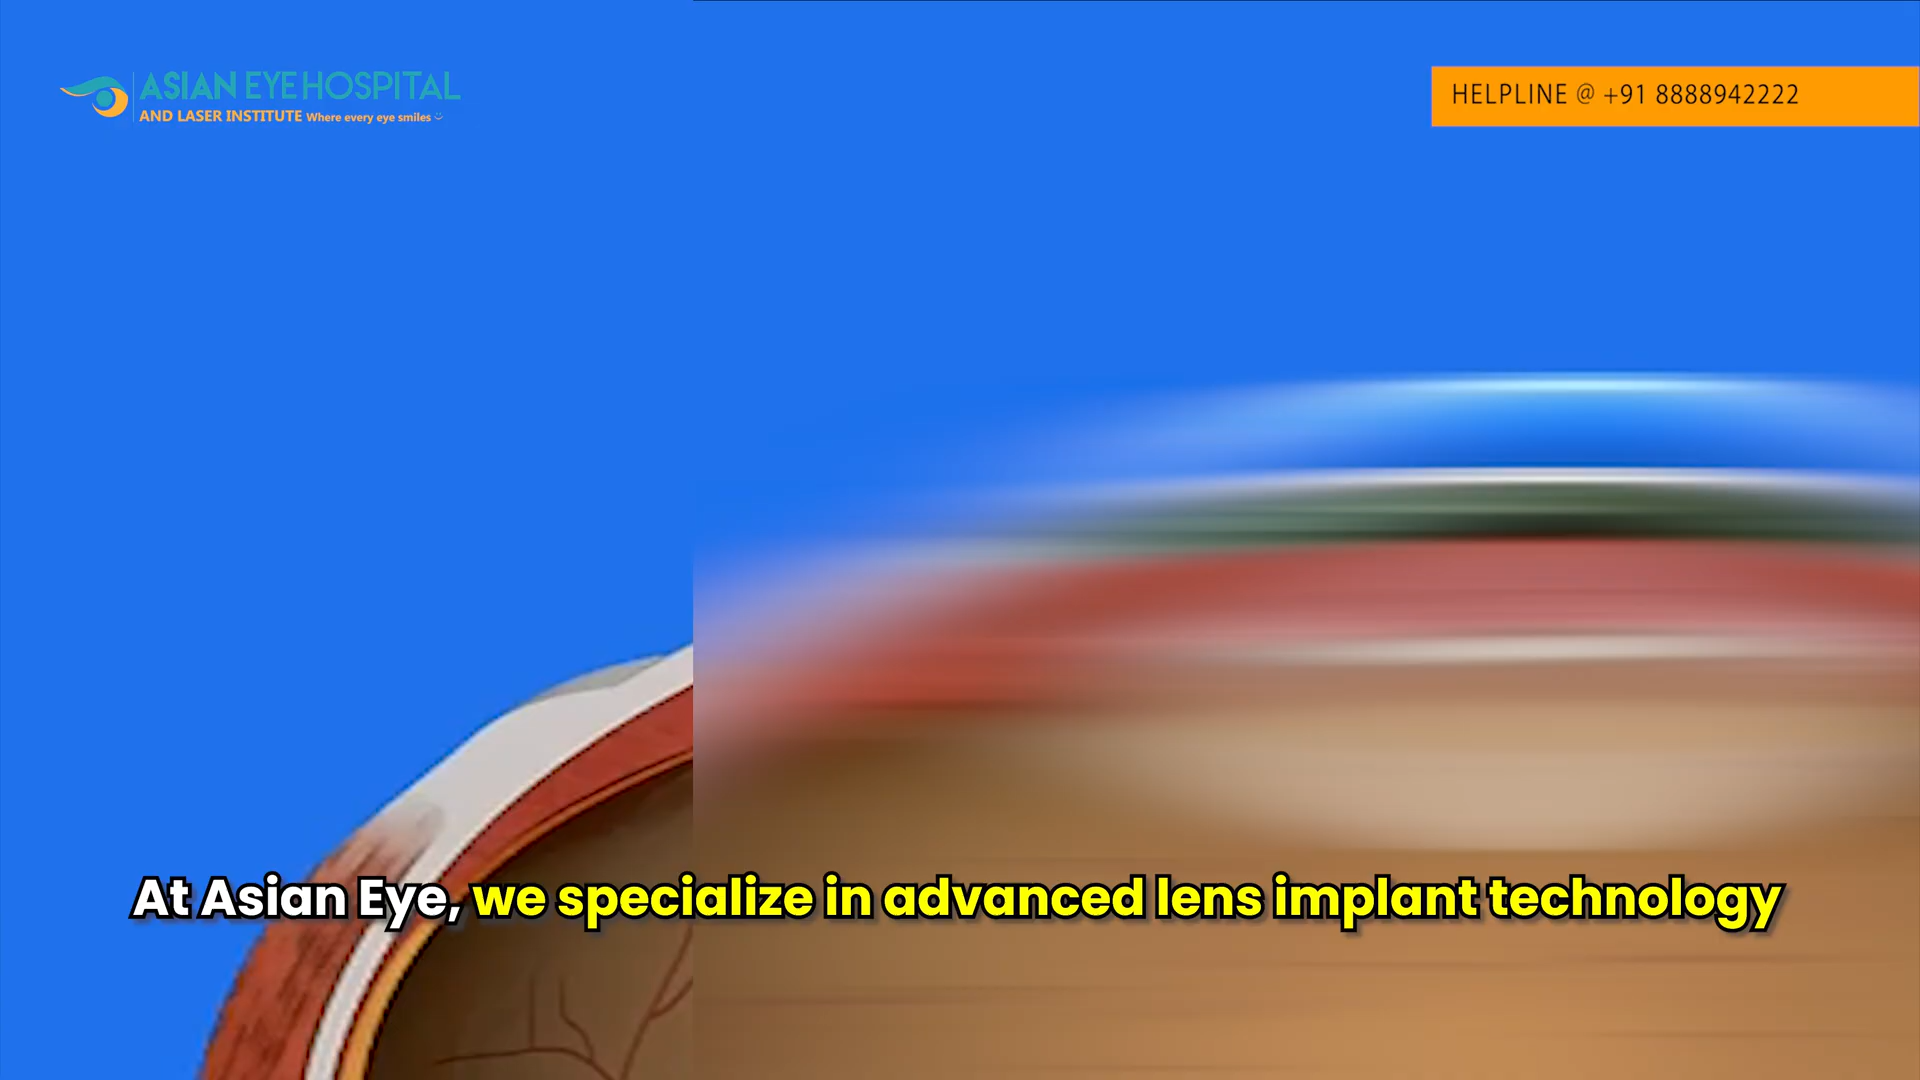 ASIAN EYE HOSPITAL
AND LASER INSTITUTE Where every eye smiles
HELPLINE @ +91 8888942222
At Asian Eye, we specialize in advanced lens implant technology